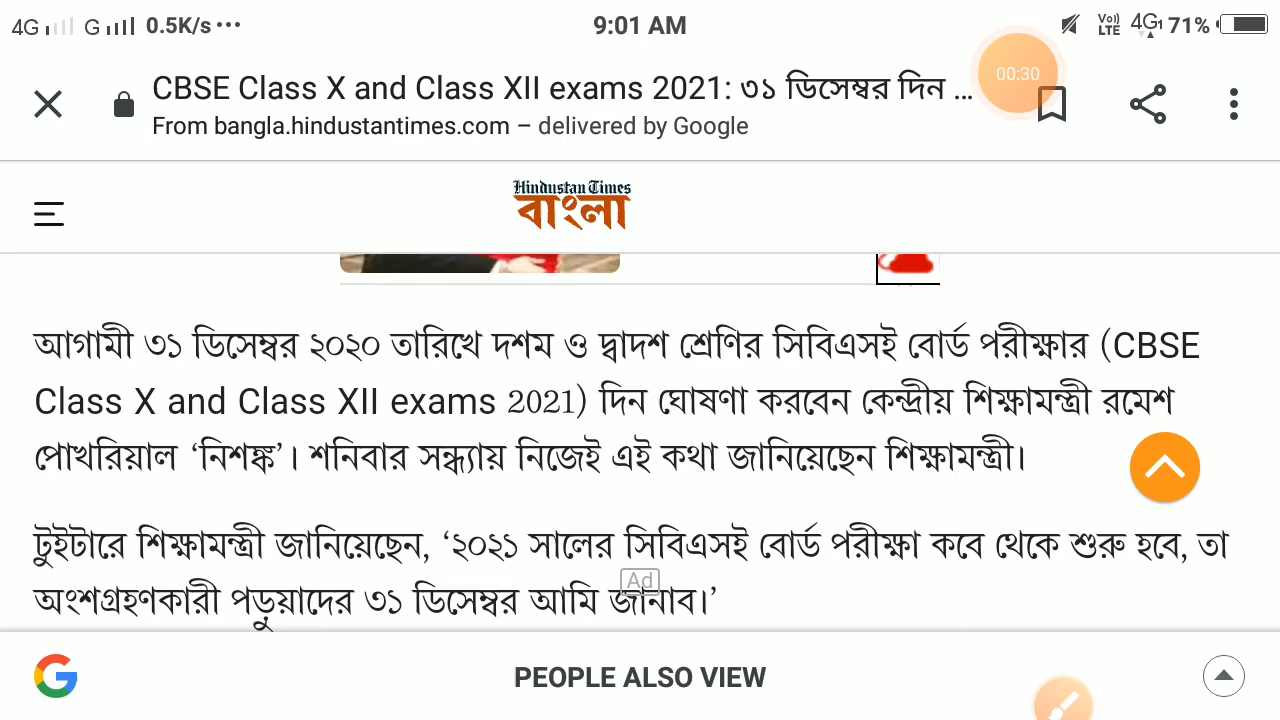 4G G 0.5K/s ... 9:01 AM Vo)) LTE 4G 71%
00:30
CBSE Class X and Class XII exams 2021: ৩১ ডিসেম্বর দিন ...
From bangla.hindustantimes.com – delivered by Google
Hindustan Times
বাংলা
আগামী ৩১ ডিসেম্বর ২০২০ তারিখে দশম ও দ্বাদশ শ্রেণির সিবিএসই বোর্ড পরীক্ষার (CBSE
Class X and Class XII exams 2021) দিন ঘোষণা করবেন কেন্দ্রীয় শিক্ষামন্ত্রী রমেশ
পোখরিয়াল ‘নিশঙ্ক’। শনিবার সন্ধ্যায় নিজেই এই কথা জানিয়েছেন শিক্ষামন্ত্রী।
টুইটারে শিক্ষামন্ত্রী জানিয়েছেন, ‘২০২১ সালের সিবিএসই বোর্ড পরীক্ষা কবে থেকে শুরু হবে, তা
অংশগ্রহণকারী পড়ুয়াদের ৩১ ডিসেম্বর আমি জানাব।’
Ad
PEOPLE ALSO VIEW